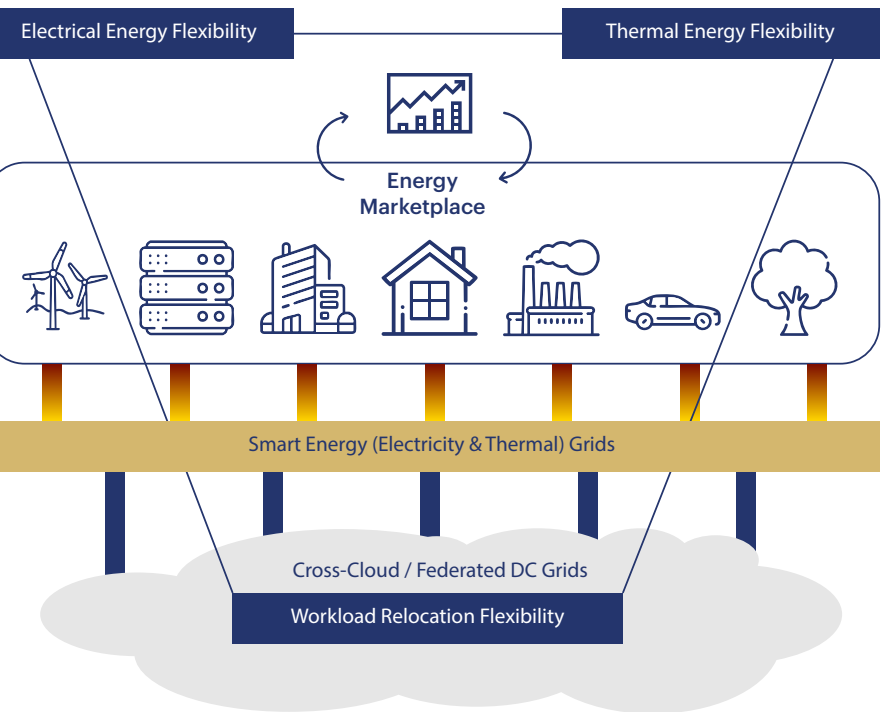 Electrical Energy Flexibility
Thermal Energy Flexibility
Energy
Marketplace
Smart Energy (Electricity & Thermal) Grids
Cross-Cloud / Federated DC Grids
Workload Relocation Flexibility